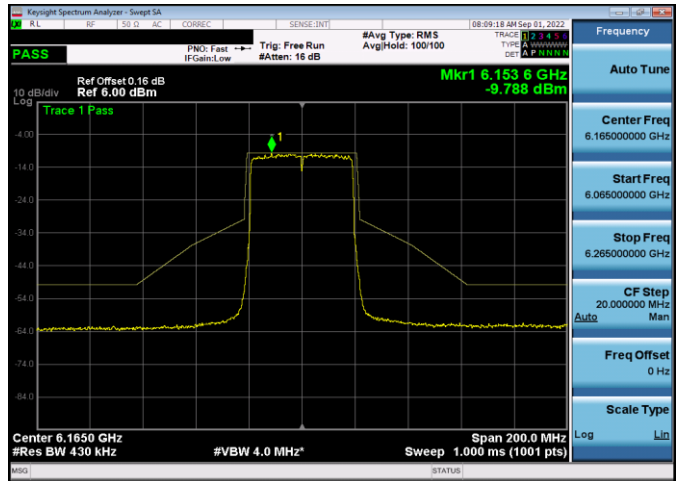 Keysight Spectrum Analyzer - Swept SA
RL RF 50 Ω AC CORREC SENSE:INT 08:09:18 AM Sep 01, 2022
PASS
PNO: Fast
IFGain:Low
Trig: Free Run
#Atten: 16 dB
#Avg Type: RMS
Avg|Hold: 100/100
TRACE 1 2 3 4 5 6
TYPE A WWWWW
DET A P N N N N
Ref Offset 0.16 dB
10 dB/div Ref 6.00 dBm
Log
Mkr1 6.153 6 GHz
-9.788 dBm
Trace 1 Pass
1
-4.00
-14.0
-24.0
-34.0
-44.0
-54.0
-64.0
-74.0
-84.0
Center 6.1650 GHz Span 200.0 MHz
#Res BW 430 kHz #VBW 4.0 MHz* Sweep 1.000 ms (1001 pts)
MSG STATUS
Frequency
Auto Tune
Center Freq
6.165000000 GHz
Start Freq
6.065000000 GHz
Stop Freq
6.265000000 GHz
CF Step
20.000000 MHz
Auto Man
Freq Offset
0 Hz
Scale Type
Log Lin